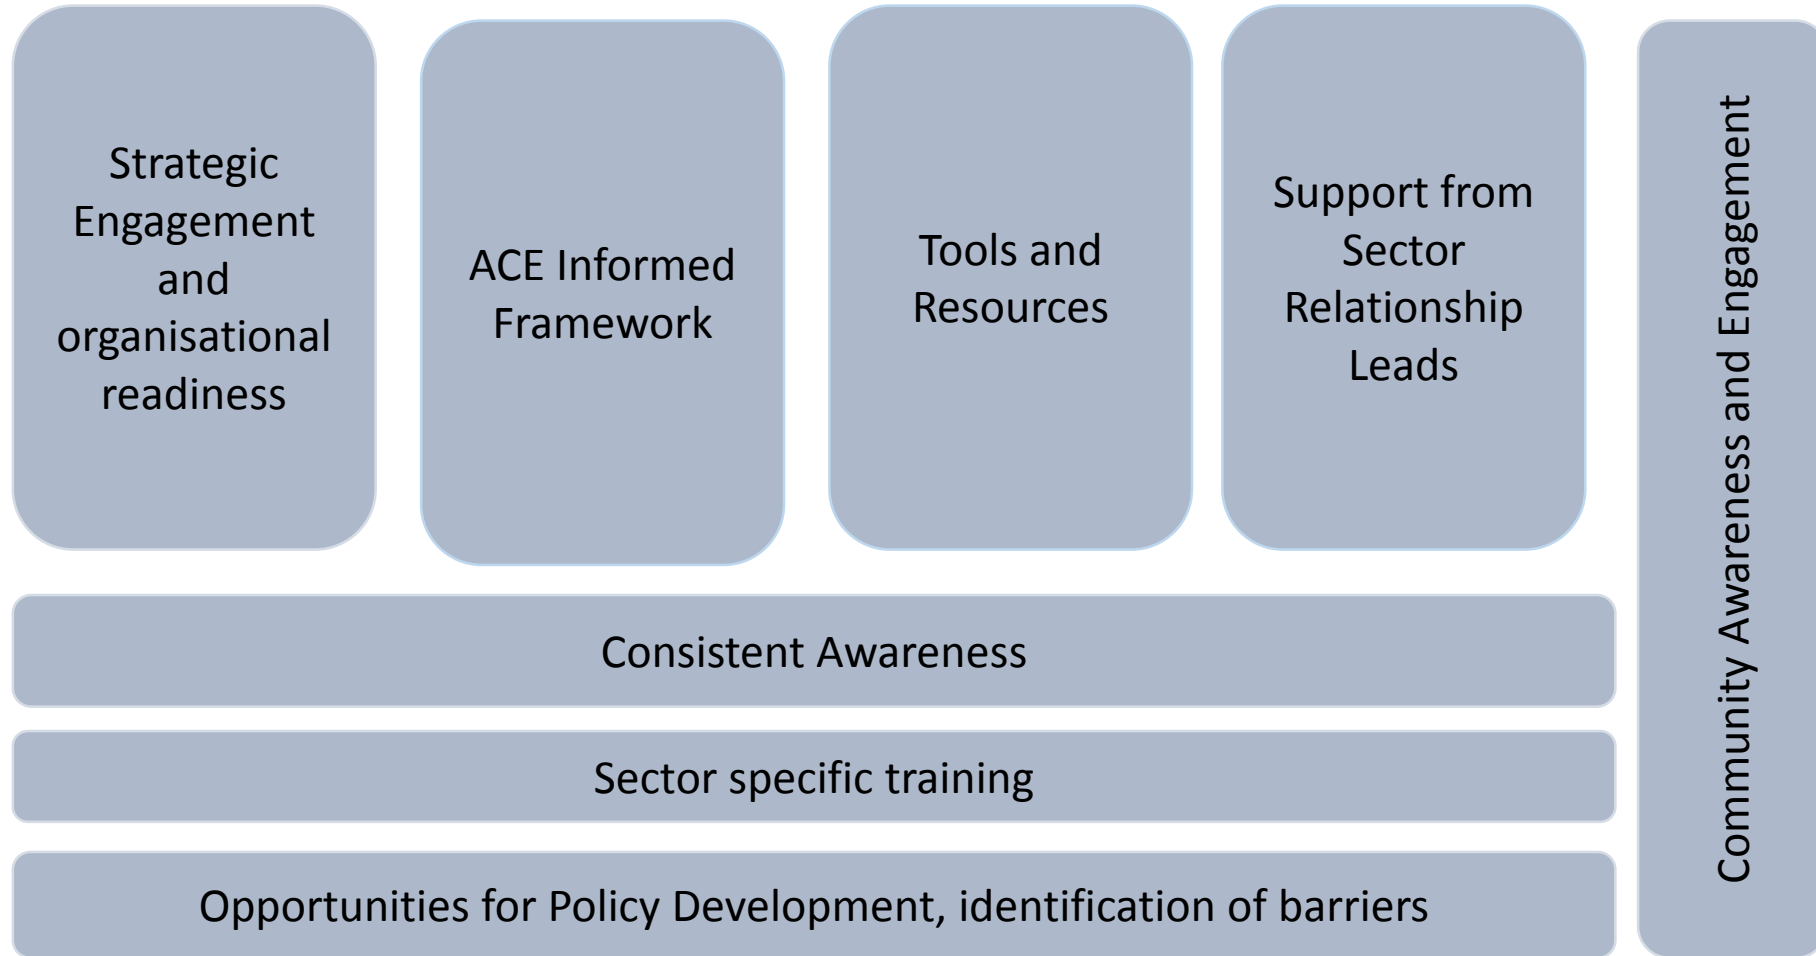 Strategic
Engagement
and
organisational
readiness
ACE Informed
Framework
Tools and
Resources
Support from
Sector
Relationship
Leads
Community Awareness and Engagement
Consistent Awareness
Sector specific training
Opportunities for Policy Development, identification of barriers